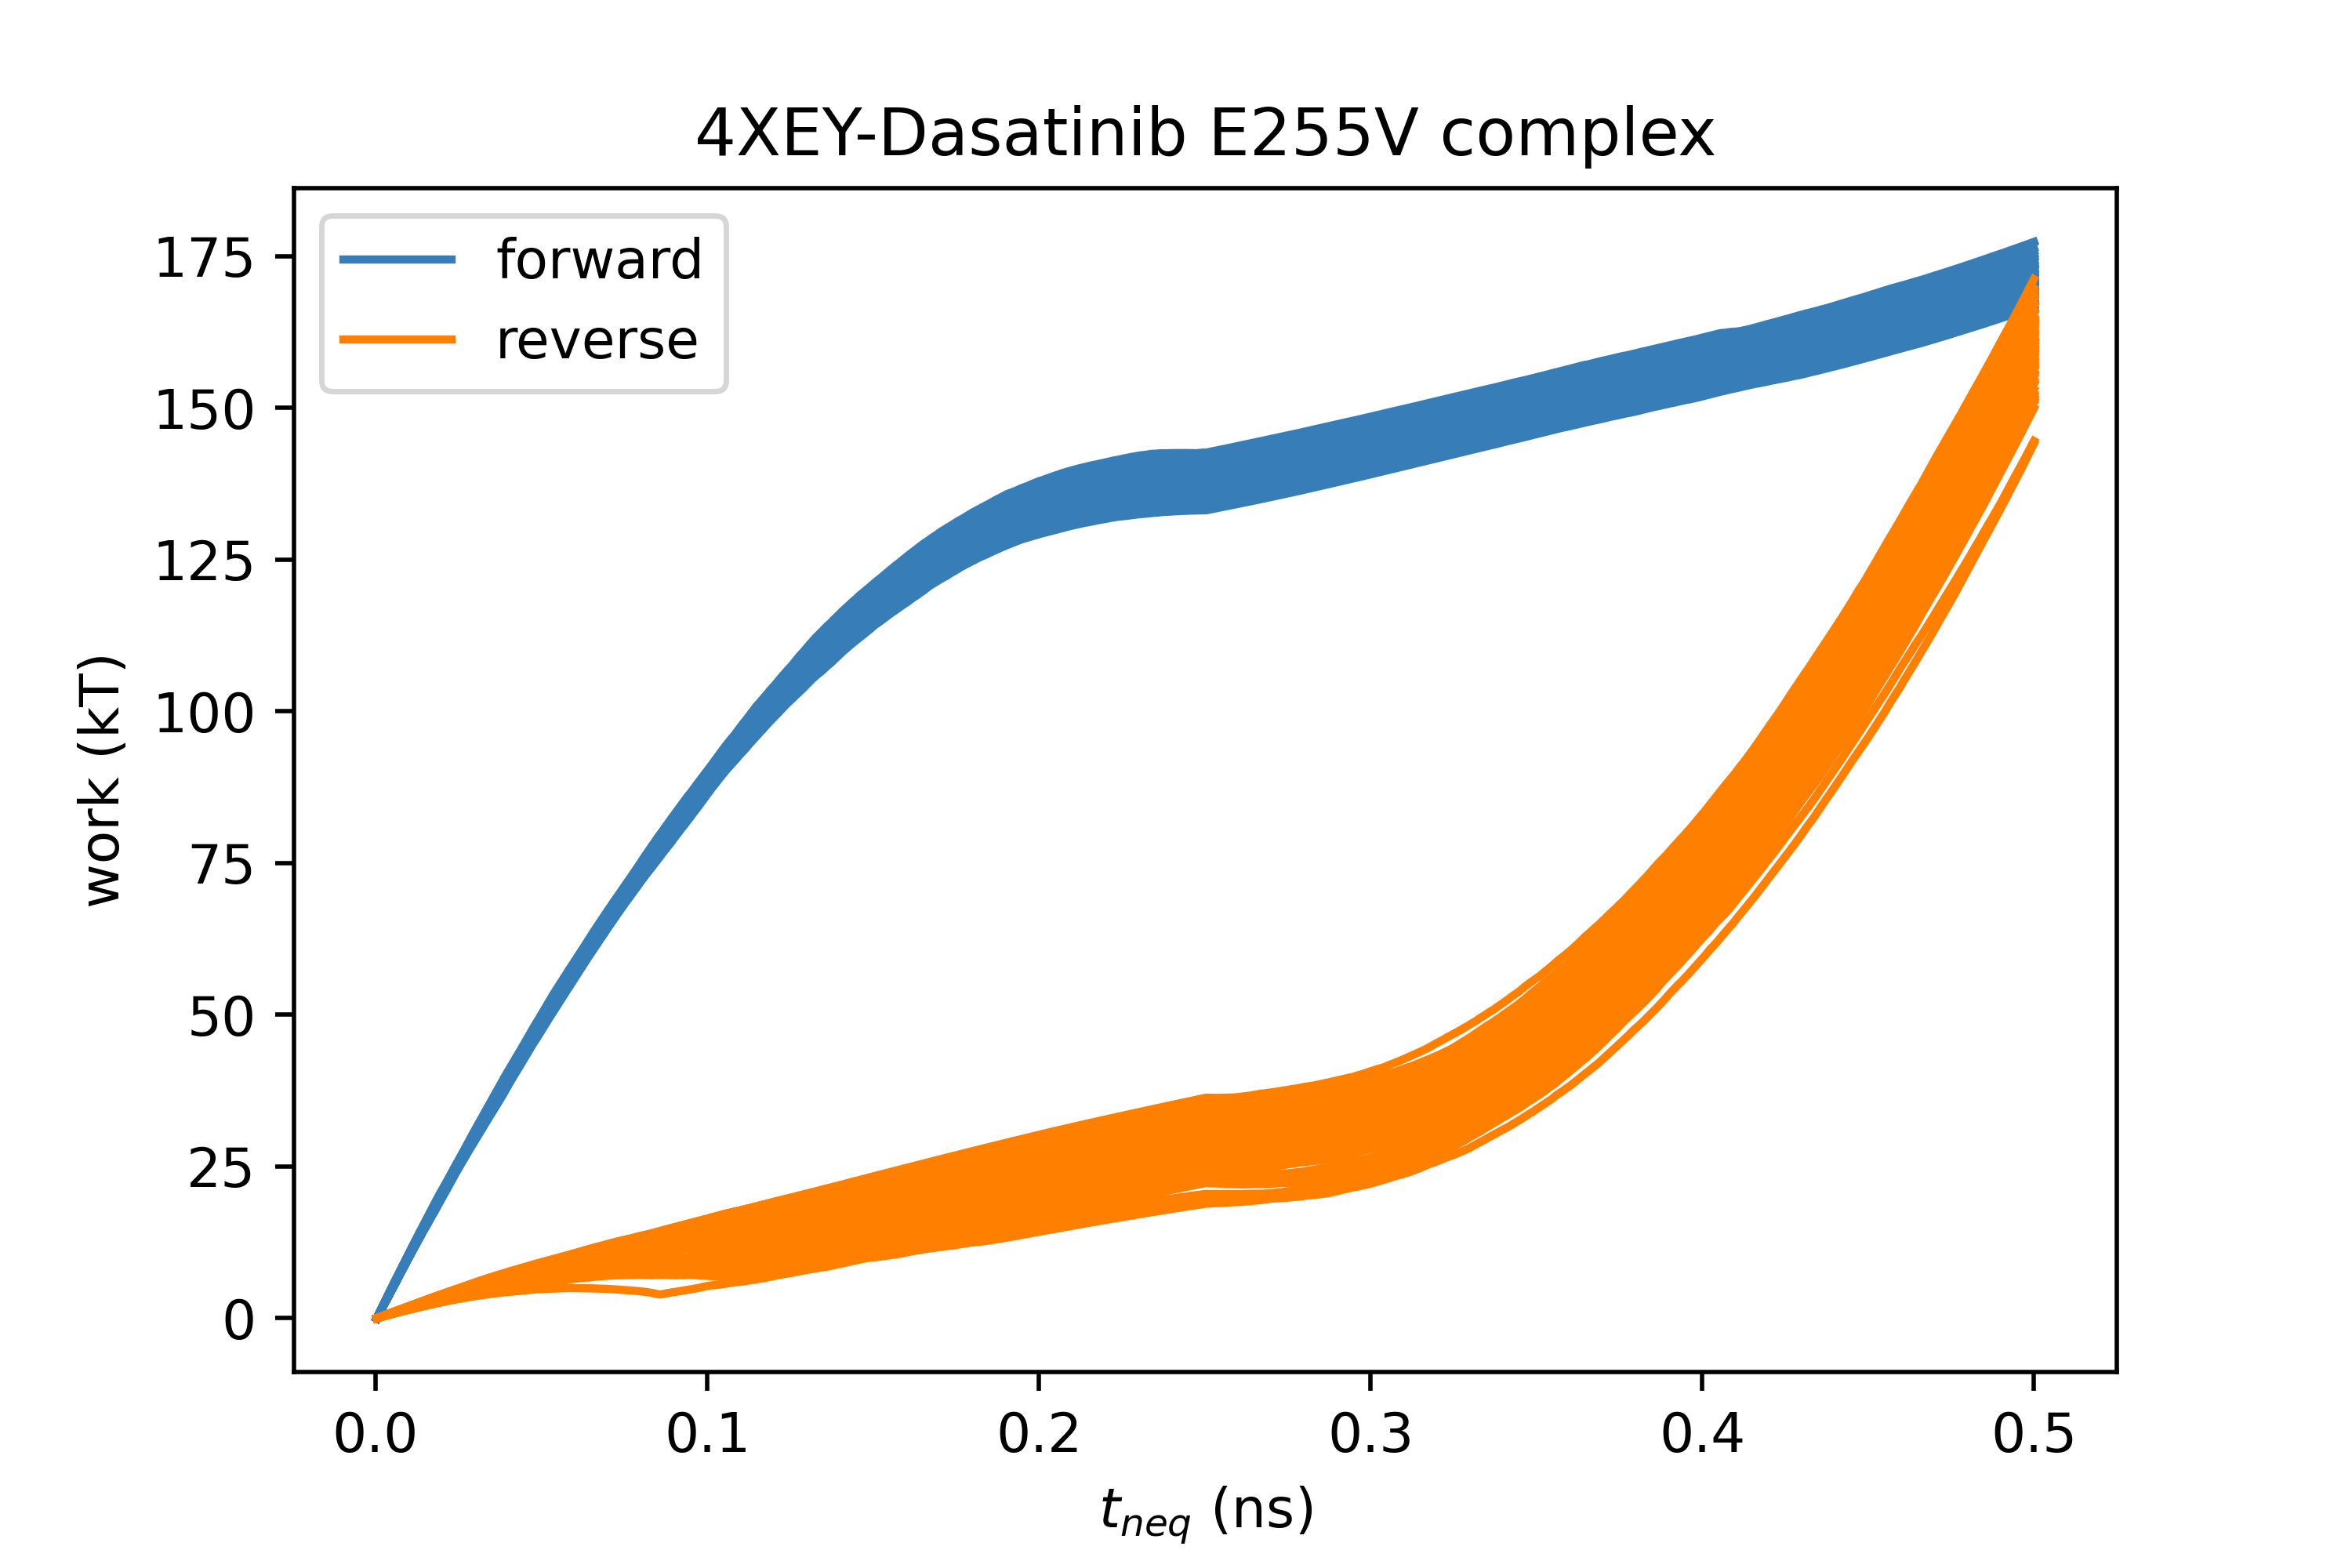 4XEY-Dasatinib E255V complex
forward
reverse
175
150
125
100
75
50
25
0
work (kT)
0.0 0.1 0.2 0.3 0.4 0.5
t_neq (ns)